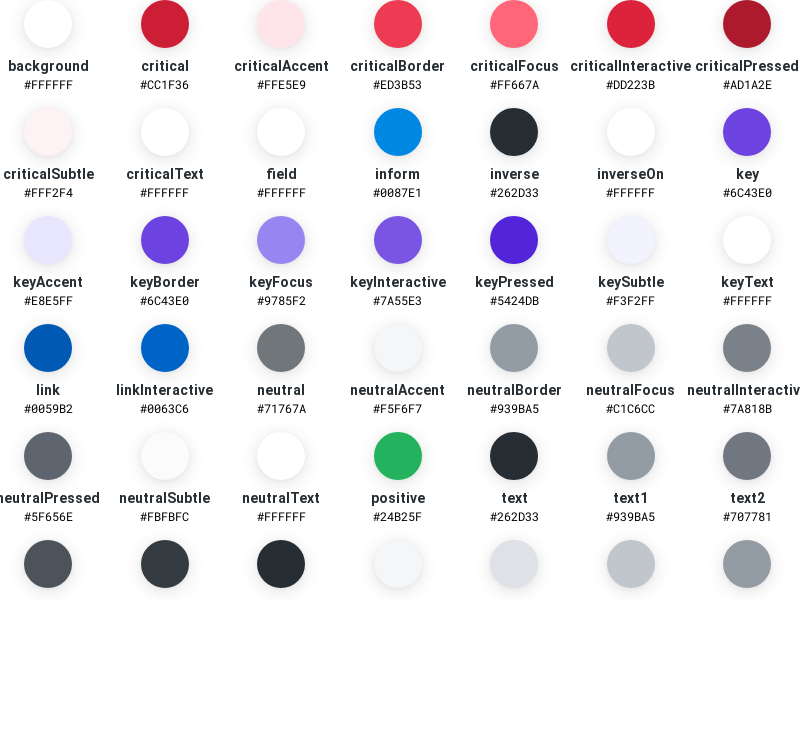 background critical criticalAccent criticalBorder criticalFocus criticalInteractive criticalPressed
#FFFFFF #CC1F36 #FFE5E9 #ED3B53 #FF667A #DD223B #AD1A2E
criticalSubtle criticalText field inform inverse inverseOn key
#FFF2F4 #FFFFFF #FFFFFF #0087E1 #262D33 #FFFFFF #6C43E0
keyAccent keyBorder keyFocus keyInteractive keyPressed keySubtle keyText
#E8E5FF #6C43E0 #9785F2 #7A55E3 #5424DB #F3F2FF #FFFFFF
link linkInteractive neutral neutralAccent neutralBorder neutralFocus neutralInteractiv
#0059B2 #0063C6 #71767A #F5F6F7 #939BA5 #C1C6CC #7A818B
neutralPressed neutralSubtle neutralText positive text text1 text2
#5F656E #FBFBFC #FFFFFF #24B25F #262D33 #939BA5 #707781